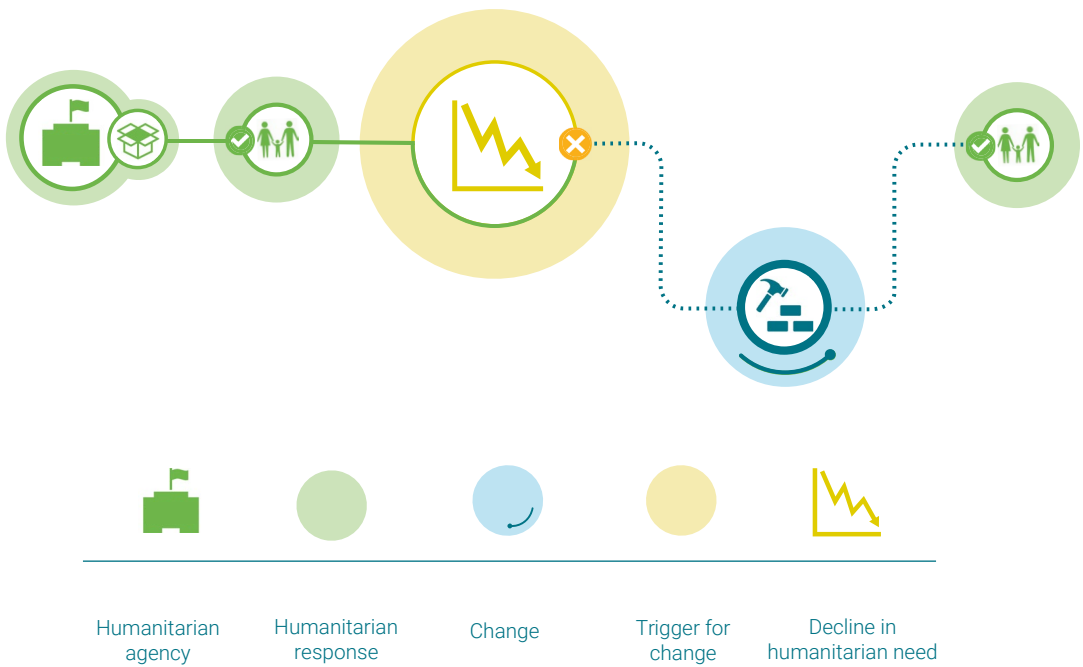 Humanitarian
agency
Humanitarian
response
Change
Trigger for
change
Decline in
humanitarian need